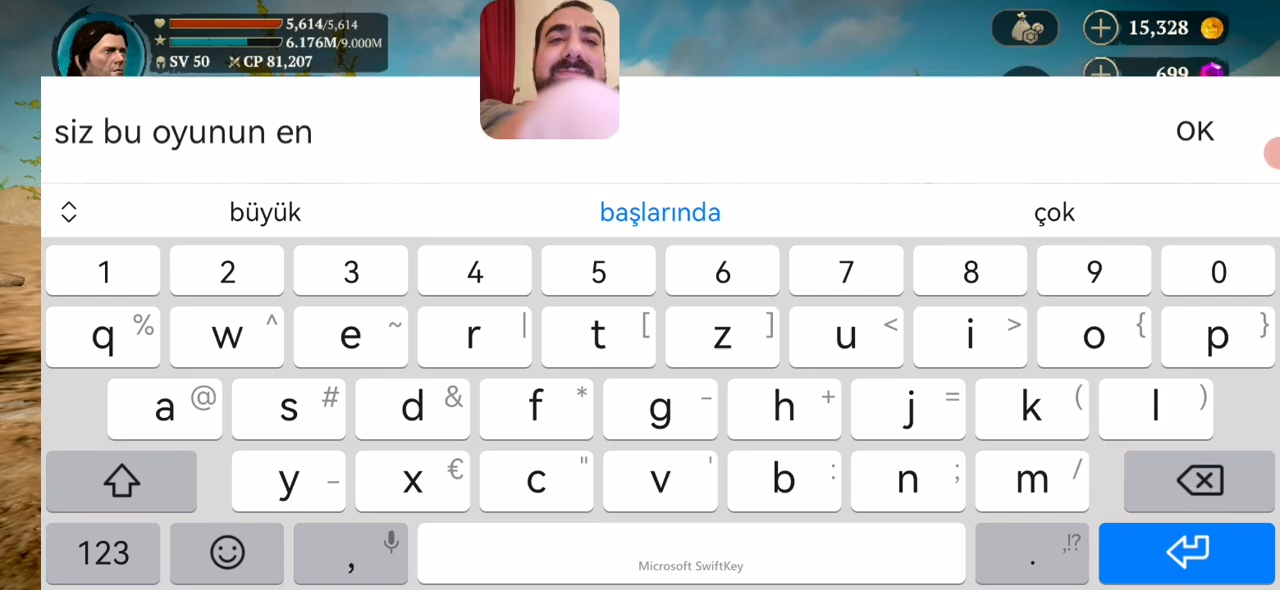 5,614/5,614
6.176M/9.000M
SV 50 CP 81,207
15,328
699
siz bu oyunun en
OK
büyük başlarında çok
1 2 3 4 5 6 7 8 9 0
q % w ^ e ~ r | t [ z ] u < i > o { p }
a @ s # d & f * g - h + j = k ( l )
y _ x € c " v ' b : n ; m /
123 , Microsoft SwiftKey . ,!?